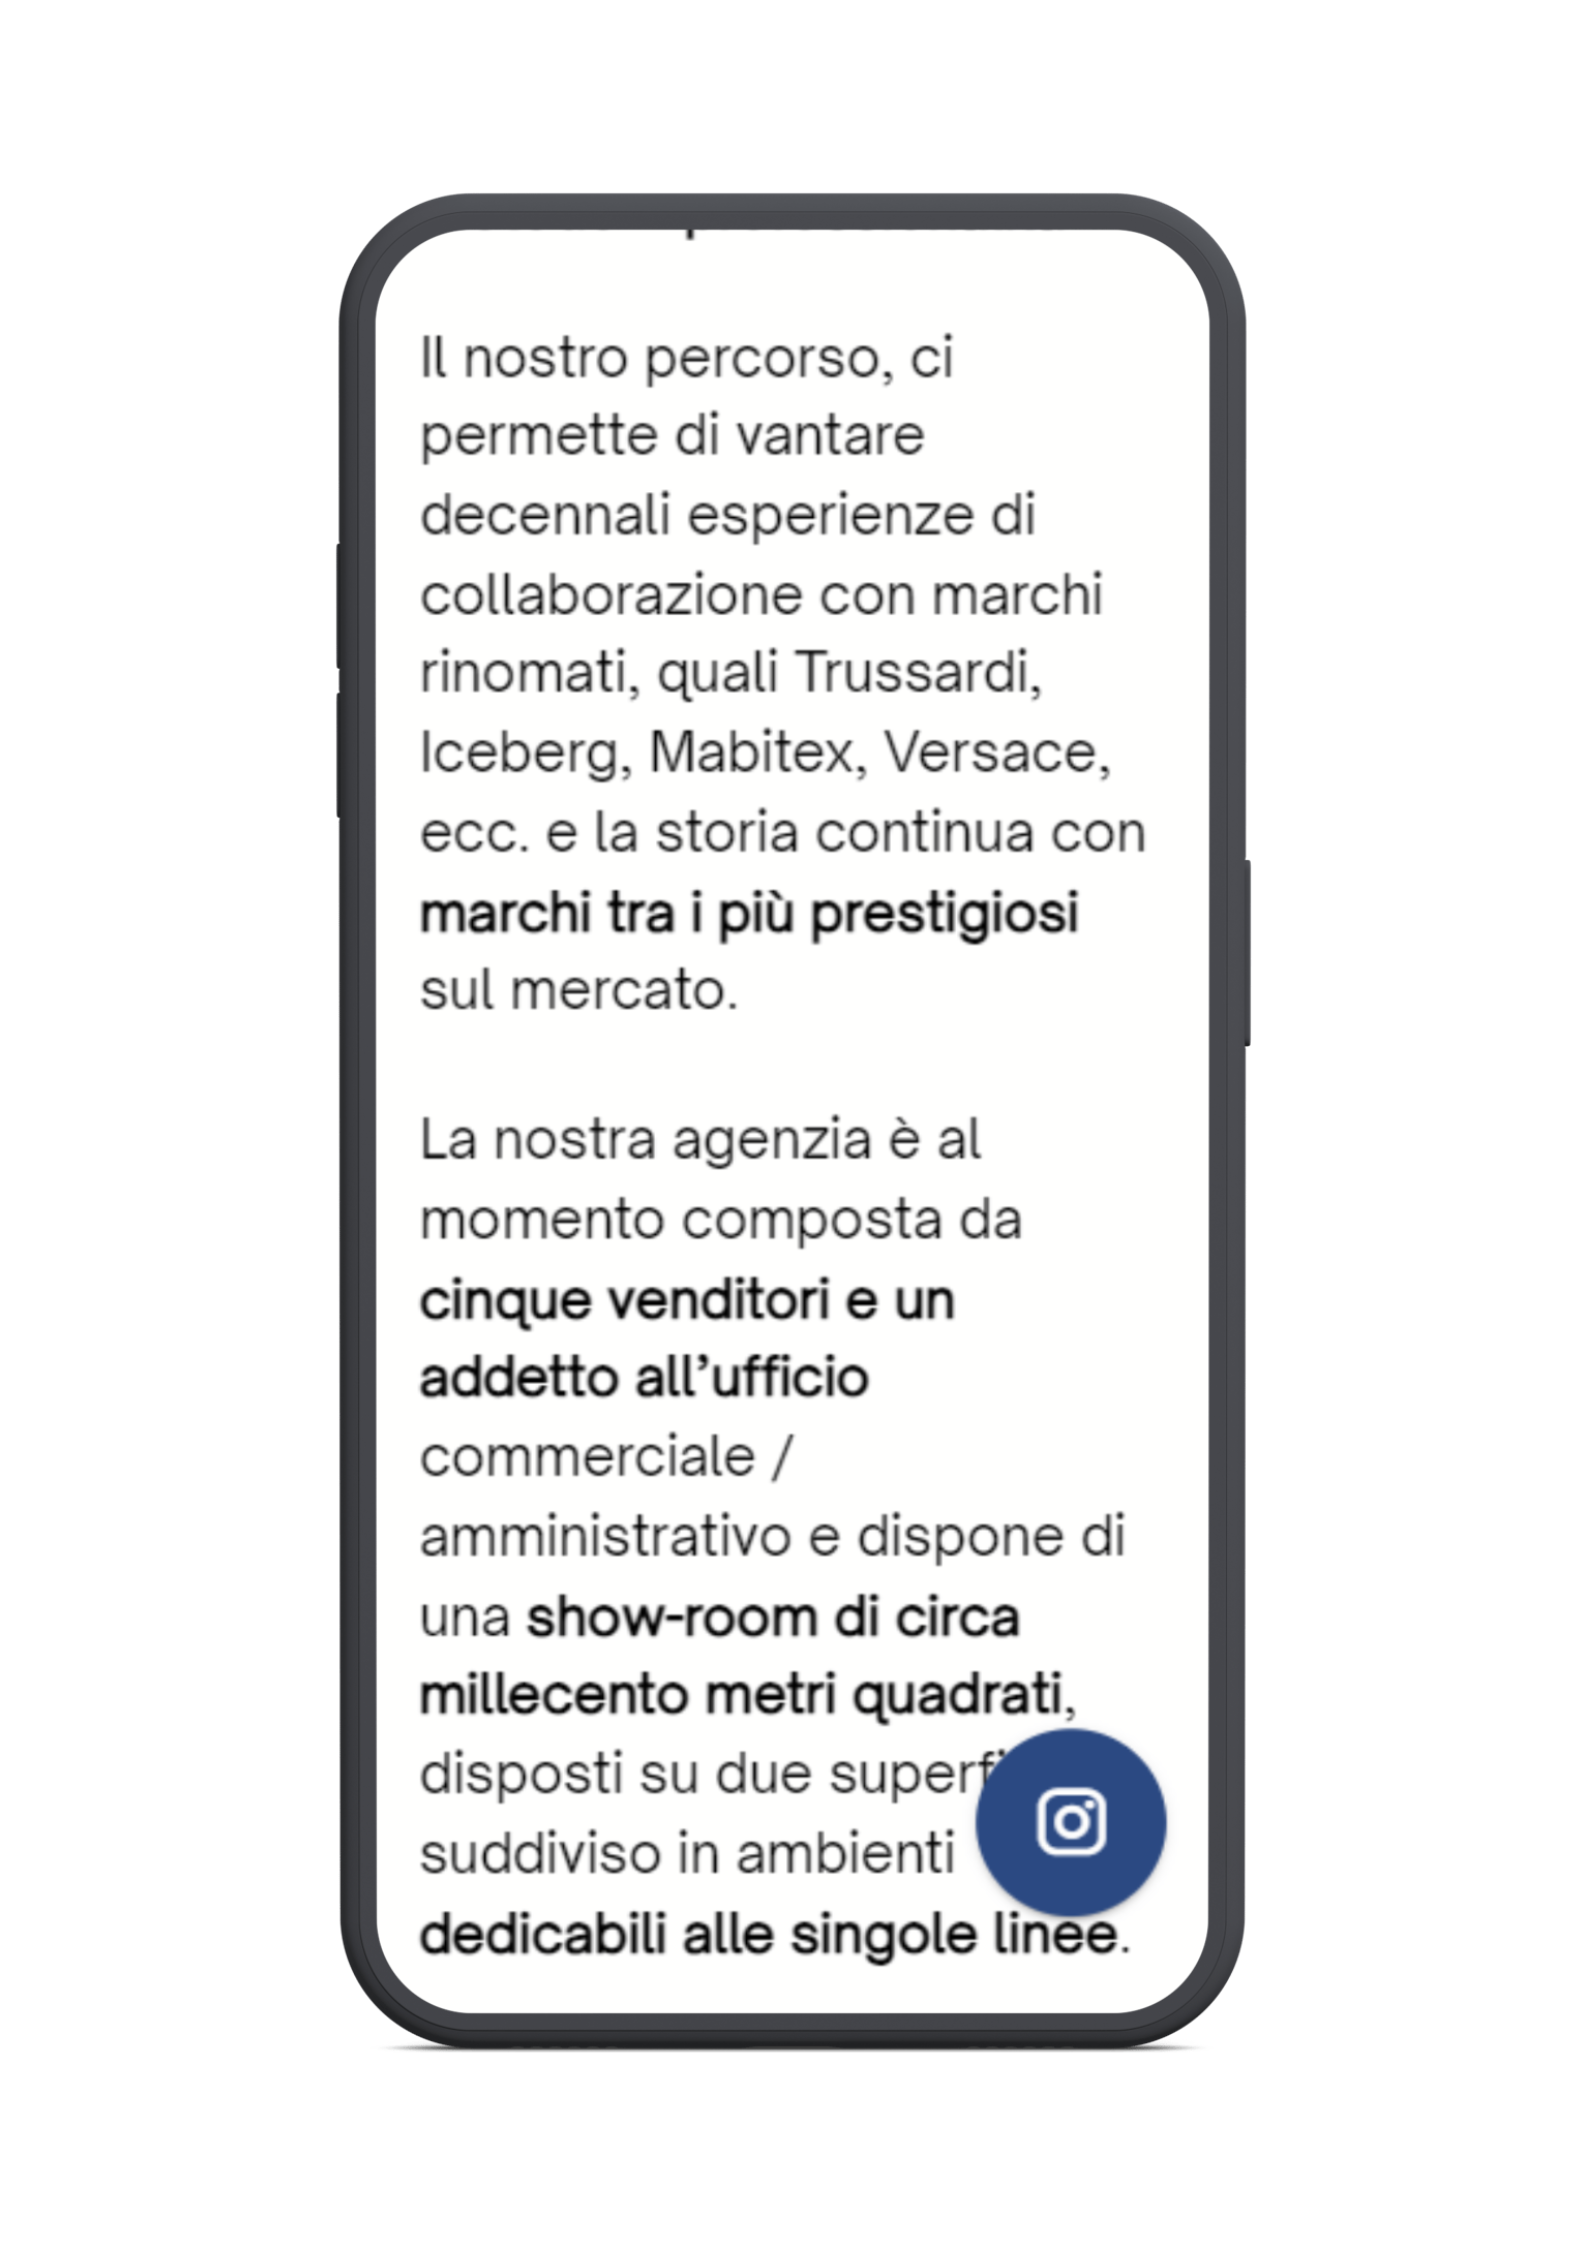 Il nostro percorso, ci
permette di vantare
decennali esperienze di
collaborazione con marchi
rinomati, quali Trussardi,
Iceberg, Mabitex, Versace,
ecc. e la storia continua con
marchi tra i più prestigiosi
sul mercato.
La nostra agenzia è al
momento composta da
cinque venditori e un
addetto all’ufficio
commerciale /
amministrativo e dispone di
una show-room di circa
millecento metri quadrati,
disposti su due
suddiviso in ambienti
dedicabili alle singole linee.